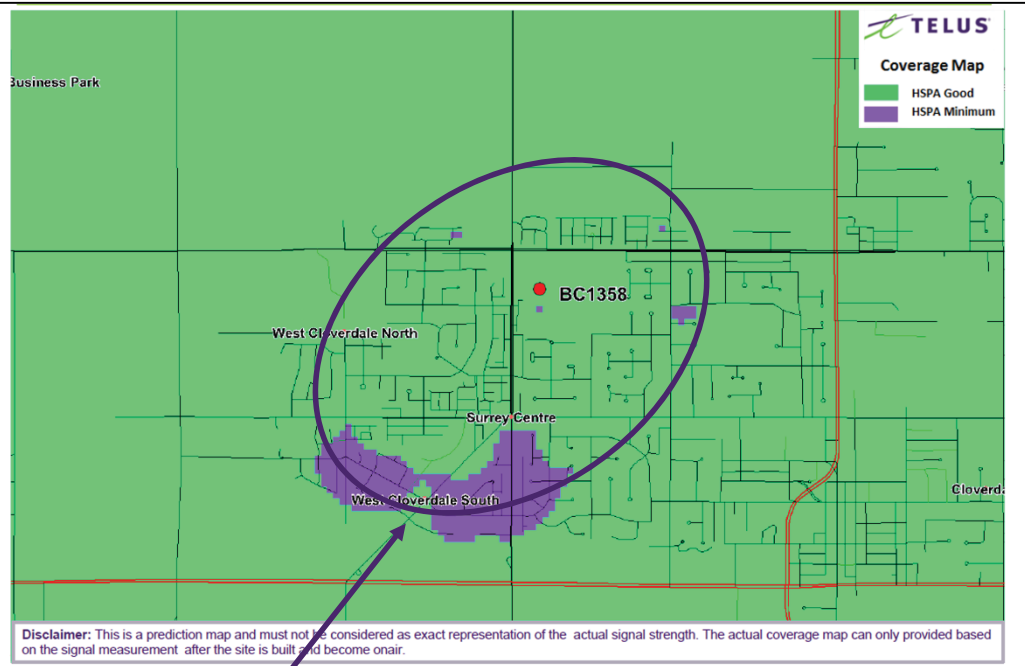 TELUS
Coverage Map
HSPA Good
HSPA Minimum
Business Park
BC1358
West Cloverdale North
Surrey Centre
West Cloverdale South
Cloverda
Disclaimer: This is a prediction map and must not be considered as exact representation of the actual signal strength. The actual coverage map can only provided based
on the signal measurement after the site is built and become onair.